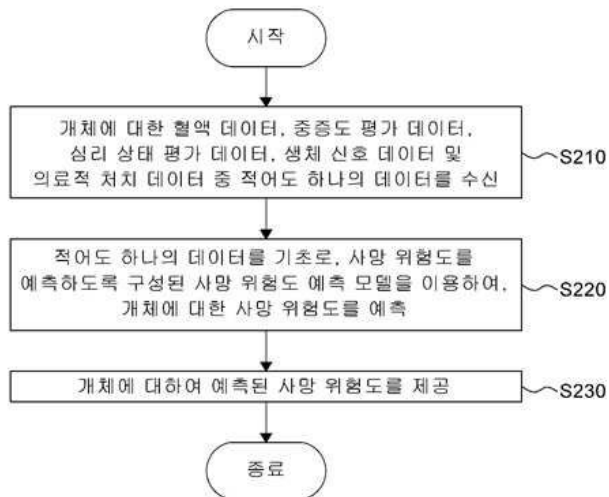 시작
개체에 대한 혈액 데이터, 중증도 평가 데이터,
심리 상태 평가 데이터, 생체 신호 데이터 및
의료적 처치 데이터 중 적어도 하나의 데이터를 수신
S210
적어도 하나의 데이터를 기초로, 사망 위험도를
예측하도록 구성된 사망 위험도 예측 모델을 이용하여,
개체에 대한 사망 위험도를 예측
S220
개체에 대하여 예측된 사망 위험도를 제공
S230
종료